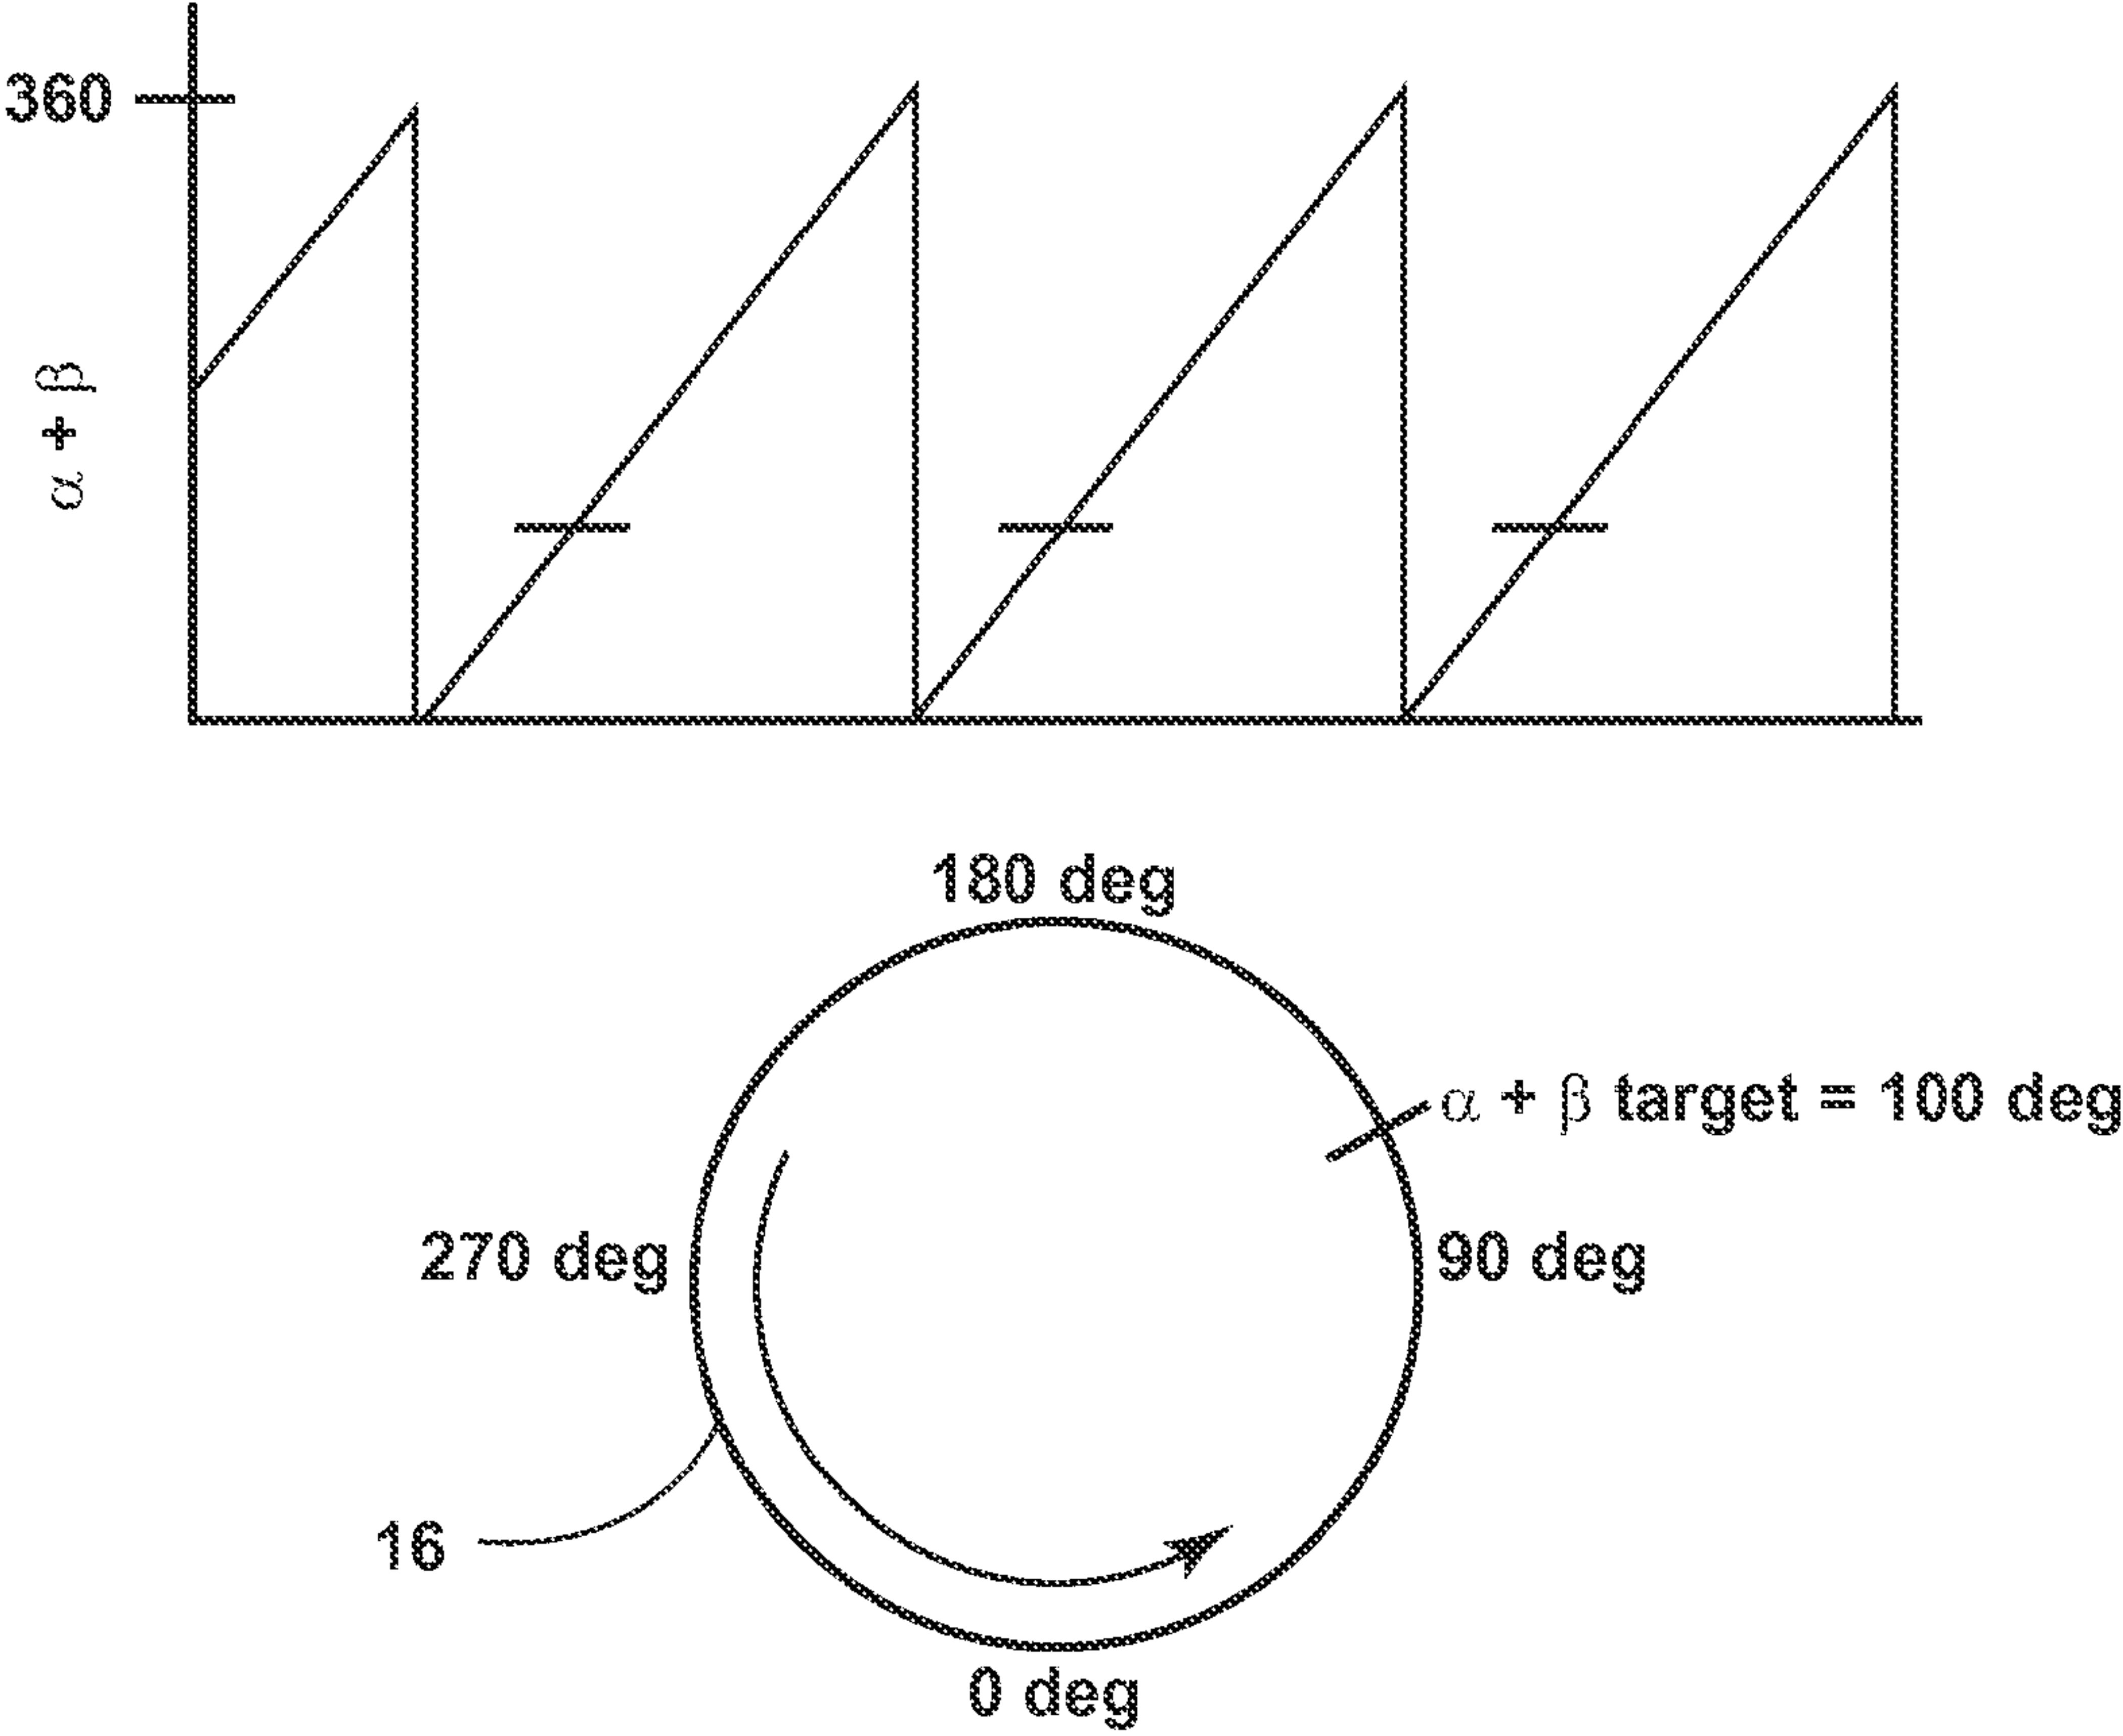 360
α + β
180 deg
α + β target = 100 deg
270 deg
90 deg
16
0 deg